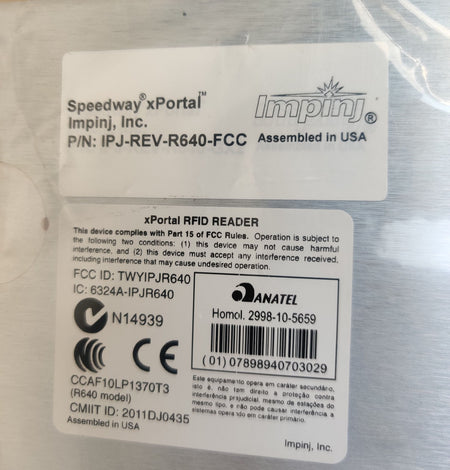 Speedway® xPortal™
Impinj, Inc.
P/N: IPJ-REV-R640-FCC
Impinj®
Assembled in USA
xPortal RFID READER
This device complies with Part 15 of FCC Rules. Operation is subject to
the following two conditions: (1) this device may not cause harmful
interference, and (2) this device must accept any interference received,
including interference that may cause undesired operation.
FCC ID: TWYIPJR640
IC: 6324A-IPJR640
N14939
CE
CCAF10LP1370T3
(R640 model)
CMIIT ID: 2011DJ0435
Assembled in USA
ANATEL
Homol. 2998-10-5659
(01) 07898940703029
Este equipamento opera em caráter secundário,
isto é, não tem direito a proteção contra
interferência prejudicial, mesmo de estações do
mesmo tipo, e não pode causar interferência a
sistemas operando em caráter primário.
Impinj, Inc.